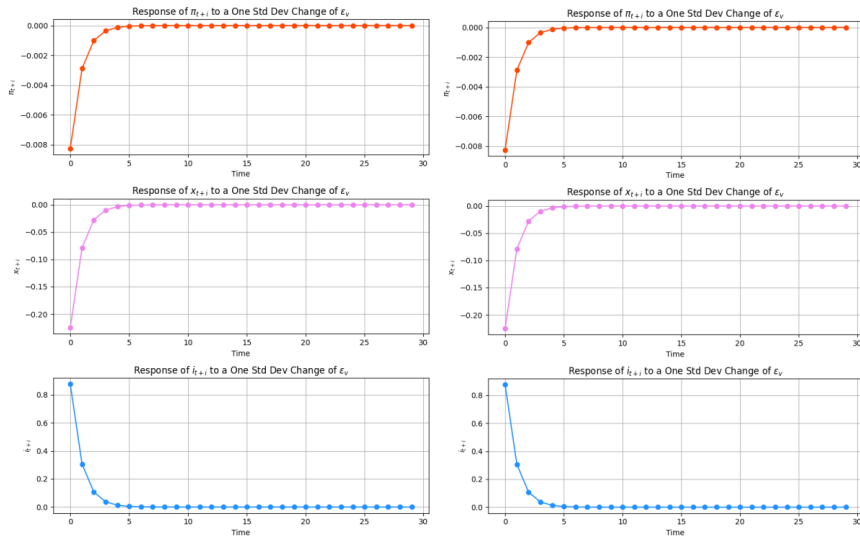 Response of π_{t+i} to a One Std Dev Change of ε_v
0.000
−0.002
−0.004
−0.006
−0.008
π_{t+i}
0 5 10 15 20 25 30
Time
Response of π_{t+i} to a One Std Dev Change of ε_v
0.000
−0.002
−0.004
−0.006
−0.008
π_{t+i}
0 5 10 15 20 25 30
Time
Response of x_{t+i} to a One Std Dev Change of ε_v
0.00
−0.05
−0.10
−0.15
−0.20
x_{t+i}
0 5 10 15 20 25 30
Time
Response of x_{t+i} to a One Std Dev Change of ε_v
0.00
−0.05
−0.10
−0.15
−0.20
x_{t+i}
0 5 10 15 20 25 30
Time
Response of i_{t+i} to a One Std Dev Change of ε_v
0.8
0.6
0.4
0.2
0.0
i_{t+i}
0 5 10 15 20 25 30
Time
Response of i_{t+i} to a One Std Dev Change of ε_v
0.8
0.6
0.4
0.2
0.0
i_{t+i}
0 5 10 15 20 25 30
Time